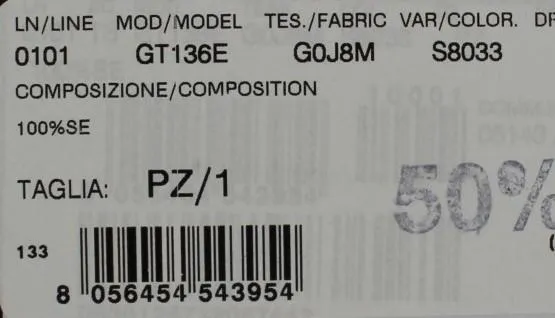 LN/LINE MOD/MODEL TES./FABRIC VAR/COLOR. DR
0101 GT136E G0J8M S8033
COMPOSIZIONE/COMPOSITION
100%SE
TAGLIA: PZ/1
50%
133
8 056454 543954